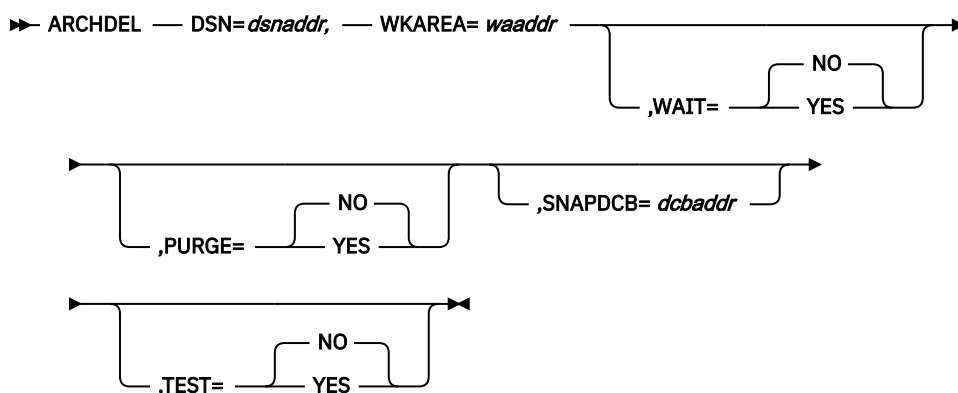 ARCHDEL DSN= dsnaddr, WKAREA= waaddr
NO
,WAIT= YES
NO
,PURGE= YES
,SNAPDCB= dcbaddr
NO
,TEST= YES